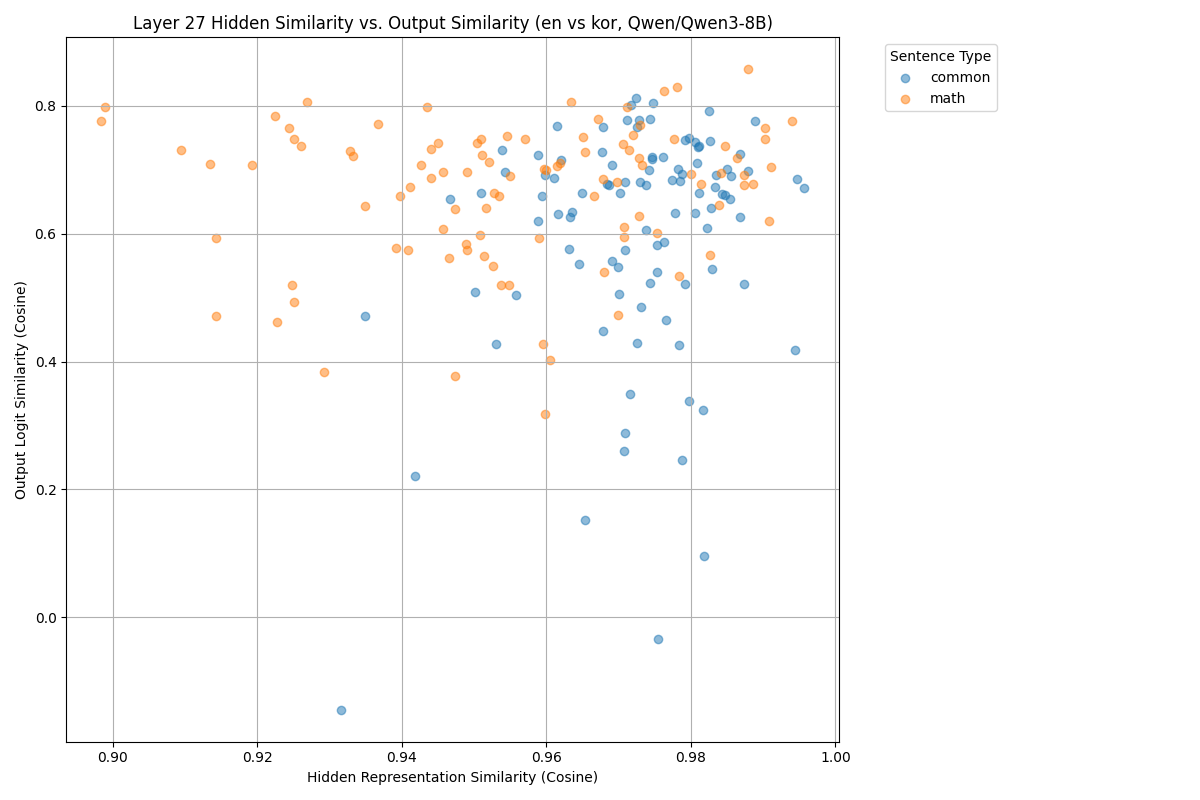 Layer 27 Hidden Similarity vs. Output Similarity (en vs kor, Qwen/Qwen3-8B)
Sentence Type
common
math
Output Logit Similarity (Cosine)
0.8
0.6
0.4
0.2
0.0
0.90 0.92 0.94 0.96 0.98 1.00
Hidden Representation Similarity (Cosine)